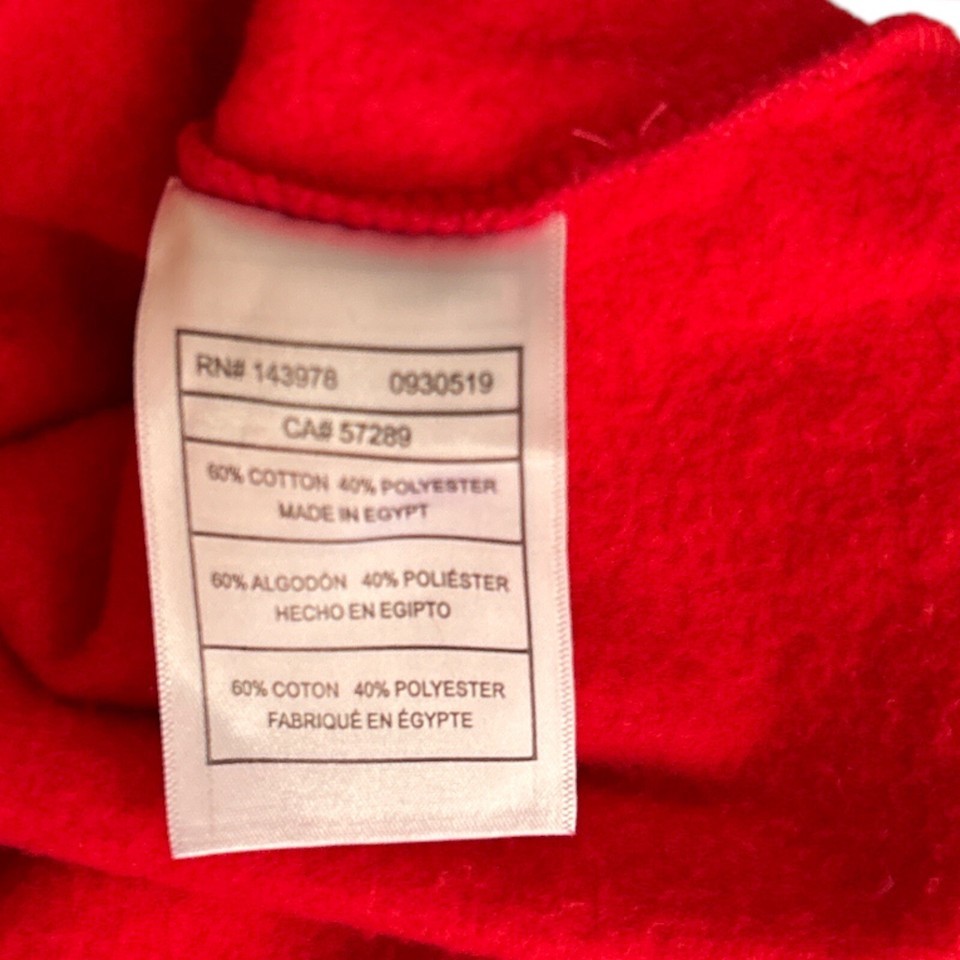 RN# 143978 0930519
CA# 57289
60% COTTON 40% POLYESTER
MADE IN EGYPT
60% ALGODÓN 40% POLIÉSTER
HECHO EN EGIPTO
60% COTON 40% POLYESTER
FABRIQUÉ EN ÉGYPTE